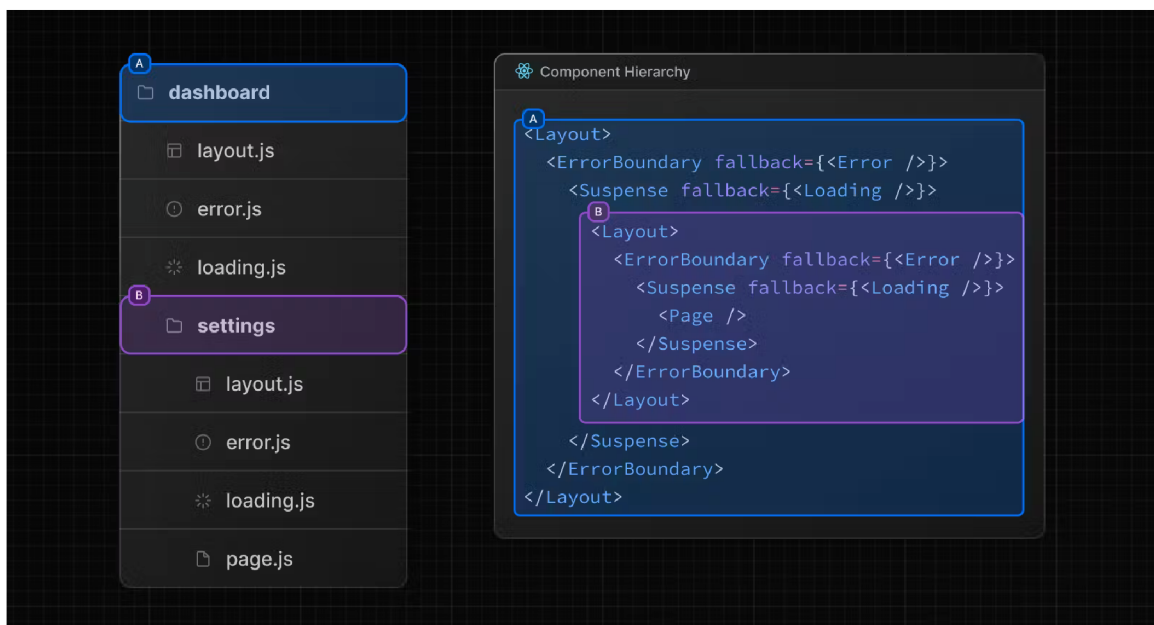 A
dashboard
layout.js
error.js
loading.js
B
settings
layout.js
error.js
loading.js
page.js
Component Hierarchy
A
<Layout>
<ErrorBoundary fallback={<Error />}>
<Suspense fallback={<Loading />}>
B
<Layout>
<ErrorBoundary fallback={<Error />}>
<Suspense fallback={<Loading />}>
<Page />
</Suspense>
</ErrorBoundary>
</Layout>
</Suspense>
</ErrorBoundary>
</Layout>